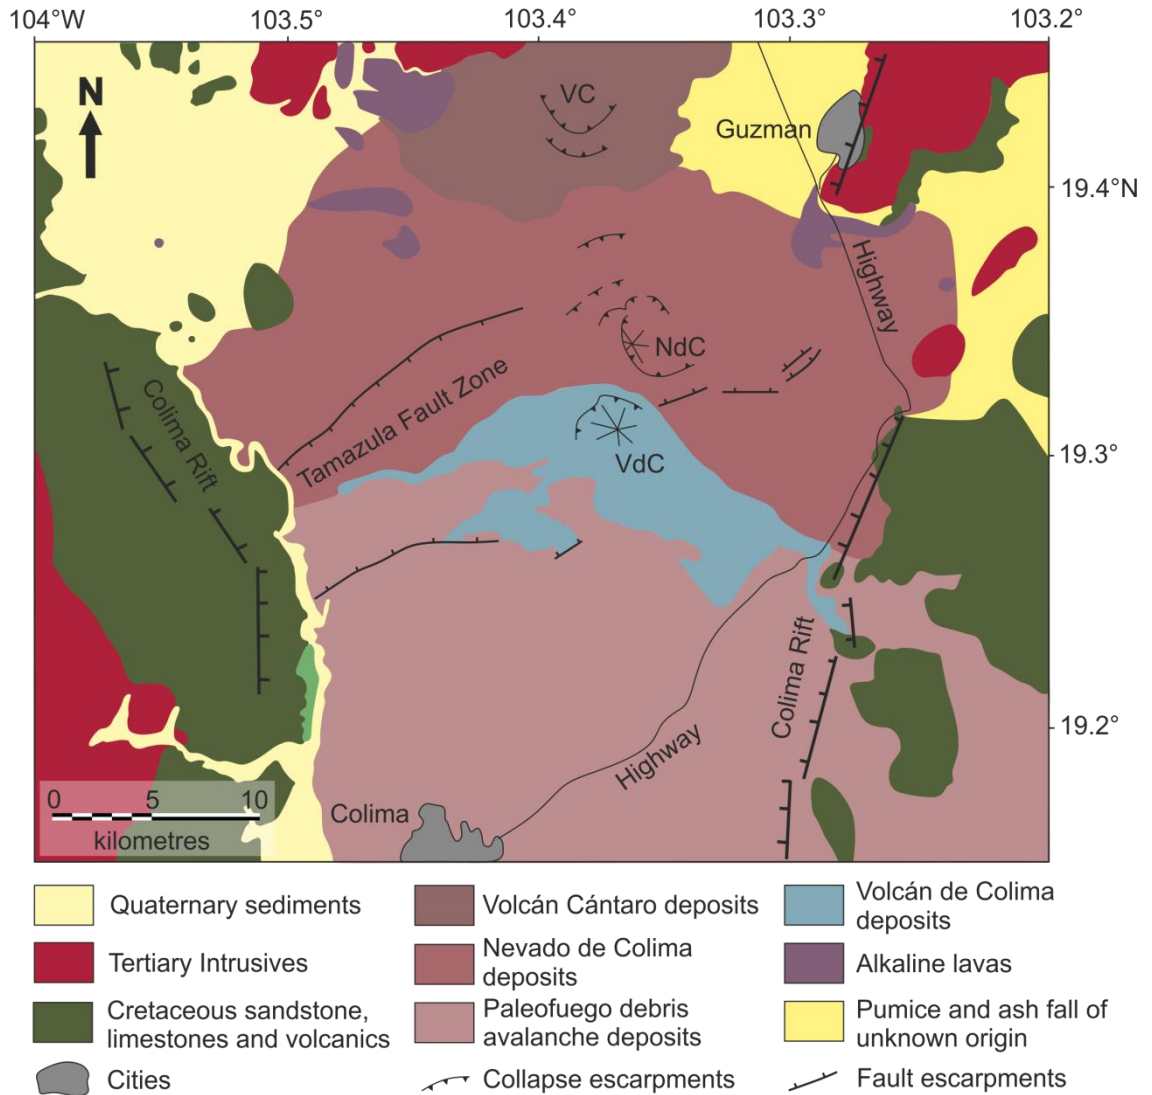 104°W 103.5° 103.4° 103.3° 103.2°
N
VC
Guzman
19.4°N
Highway
NdC
Colima Rift
Tamazula Fault Zone
VdC
19.3°
Colima Rift
19.2°
Highway
0 5 10
kilometres
Colima
Quaternary sediments
Volcán Cántaro deposits
Volcán de Colima
deposits
Tertiary Intrusives
Nevado de Colima
deposits
Alkaline lavas
Cretaceous sandstone,
limestones and volcanics
Paleofuego debris
avalanche deposits
Pumice and ash fall of
unknown origin
Cities
Collapse escarpments
Fault escarpments